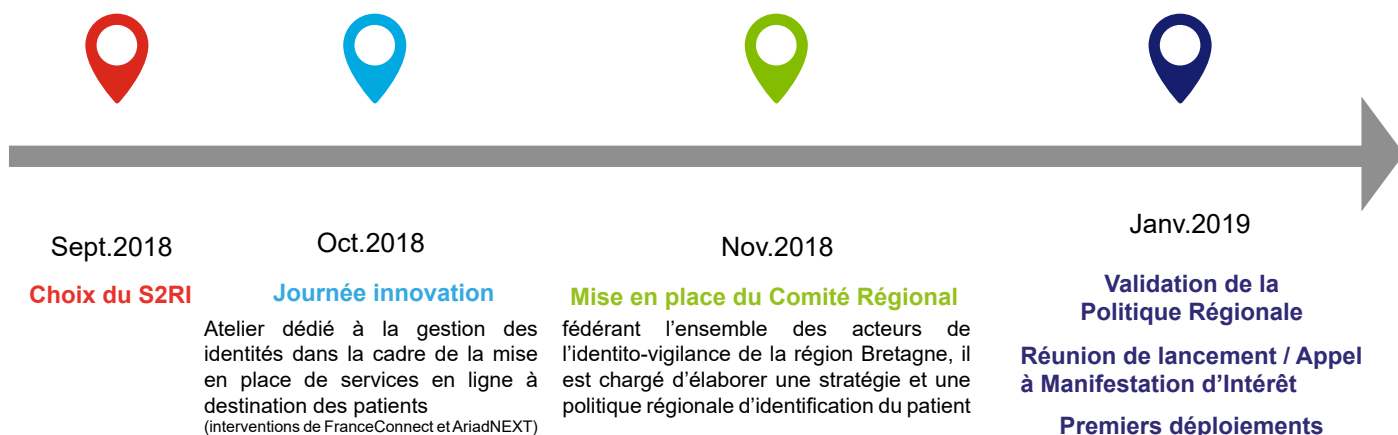 Sept.2018
Choix du S2RI
Oct.2018
Journée innovation
Atelier dédié à la gestion des
identités dans la cadre de la mise
en place de services en ligne à
destination des patients
(interventions de FranceConnect et AriadNEXT)
Nov.2018
Mise en place du Comité Régional
fédérant l’ensemble des acteurs de
l’identito-vigilance de la région Bretagne, il
est chargé d’élaborer une stratégie et une
politique régionale d’identification du patient
Janv.2019
Validation de la
Politique Régionale
Réunion de lancement / Appel
à Manifestation d’Intérêt
Premiers déploiements